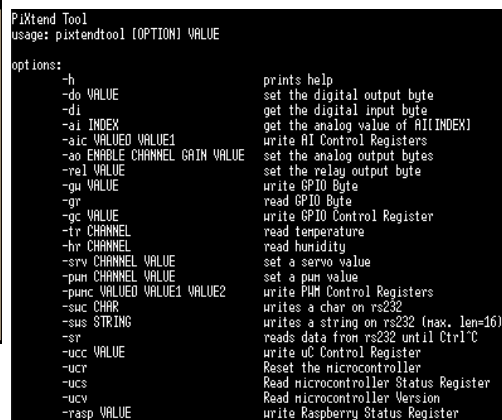 PiXtend Tool
usage: pixtendtool [OPTION] VALUE
options:
-h prints help
-do VALUE set the digital output byte
-di get the digital input byte
-ai INDEX get the analog value of AI[INDEX]
-aic VALUE0 VALUE1 write AI Control Registers
-ao ENABLE CHANNEL GAIN VALUE set the analog output bytes
-rel VALUE set the relay output byte
-gw VALUE write GPIO Byte
-gr read GPIO Byte
-gc VALUE write GPIO Control Register
-tr CHANNEL read temperature
-hr CHANNEL read humidity
-srv CHANNEL VALUE set a servo value
-pwm CHANNEL VALUE set a pwm value
-pwmc VALUE0 VALUE1 VALUE2 write PWM Control Registers
-swc CHAR writes a char on rs232
-sws STRING writes a string on rs232 (max. len=16)
-sr reads data from rs232 until Ctrl^C
-ucc VALUE write uC Control Register
-ucr Reset the microcontroller
-ucs Read microcontroller Status Register
-ucv Read microcontroller Version
-rasp VALUE write Raspberry Status Register